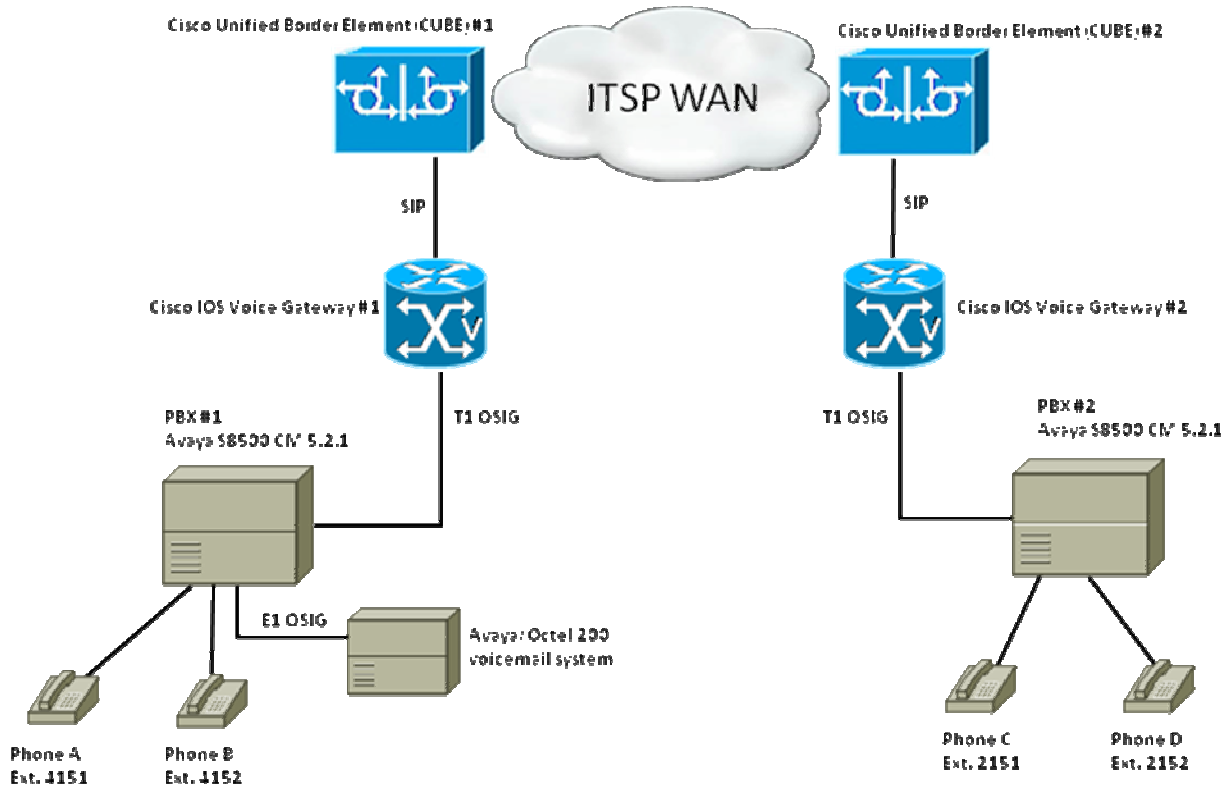 Cisco Unified Border Element (CUBE) #1
Cisco Unified Border Element (CUBE) #2
ITSP WAN
SIP
SIP
Cisco IOS Voice Gateway #1
Cisco IOS Voice Gateway #2
T1 QSIG
T1 QSIG
PBX #1
Avaya S8500 CM 5.2.1
PBX #2
Avaya S8500 CM 5.2.1
E1 QSIG
Avaya/Octel 200
voicemail system
Phone A
Ext. 4151
Phone B
Ext. 4152
Phone C
Ext. 2151
Phone D
Ext. 2152
V
V